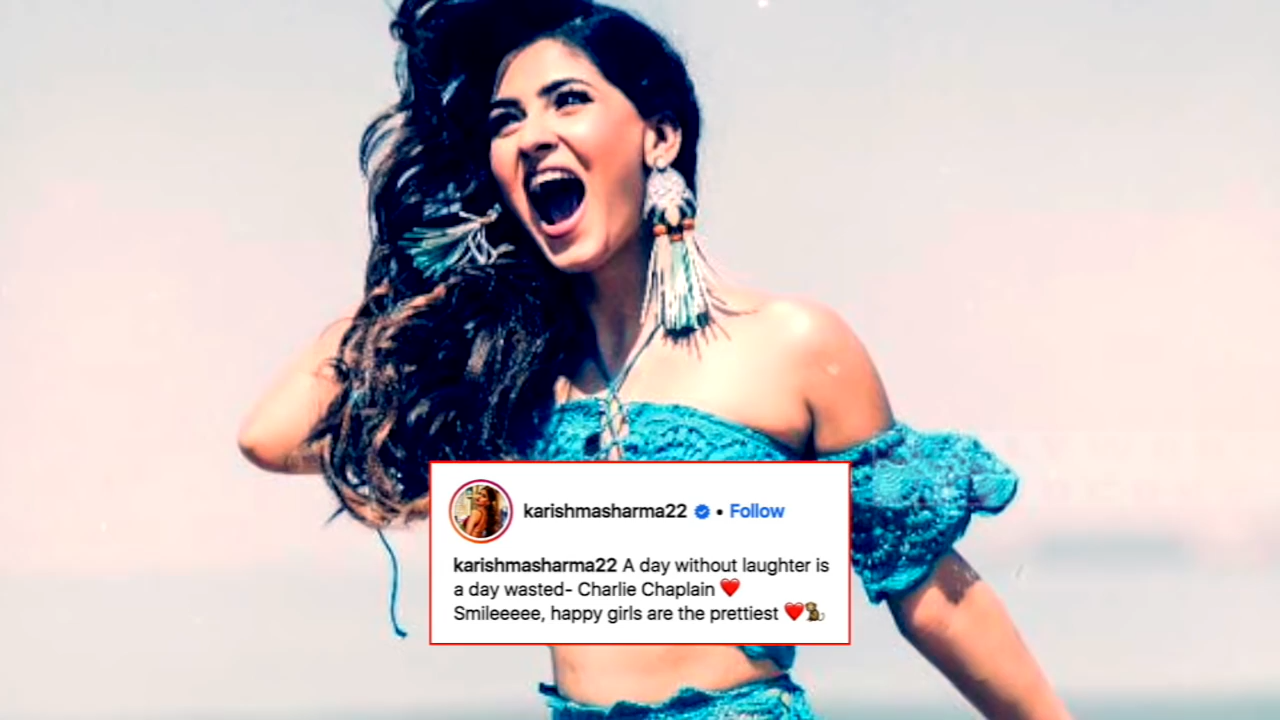 karishmasharma22 • Follow
karishmasharma22 A day without laughter is
a day wasted- Charlie Chaplain ❤️
Smileeeee, happy girls are the prettiest ❤️🐒